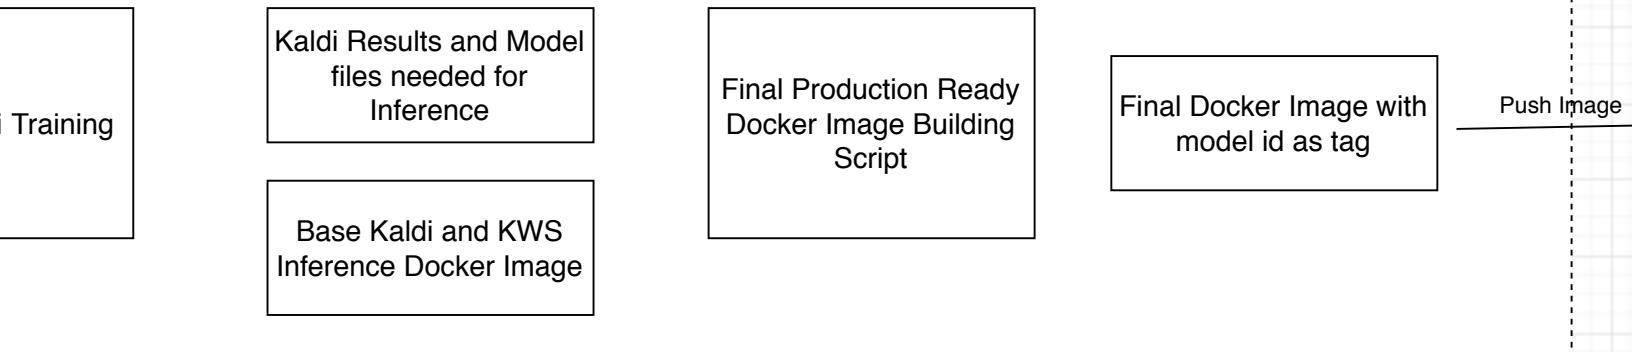 i Training
Kaldi Results and Model
files needed for
Inference
Base Kaldi and KWS
Inference Docker Image
Final Production Ready
Docker Image Building
Script
Final Docker Image with
model id as tag
Push Image